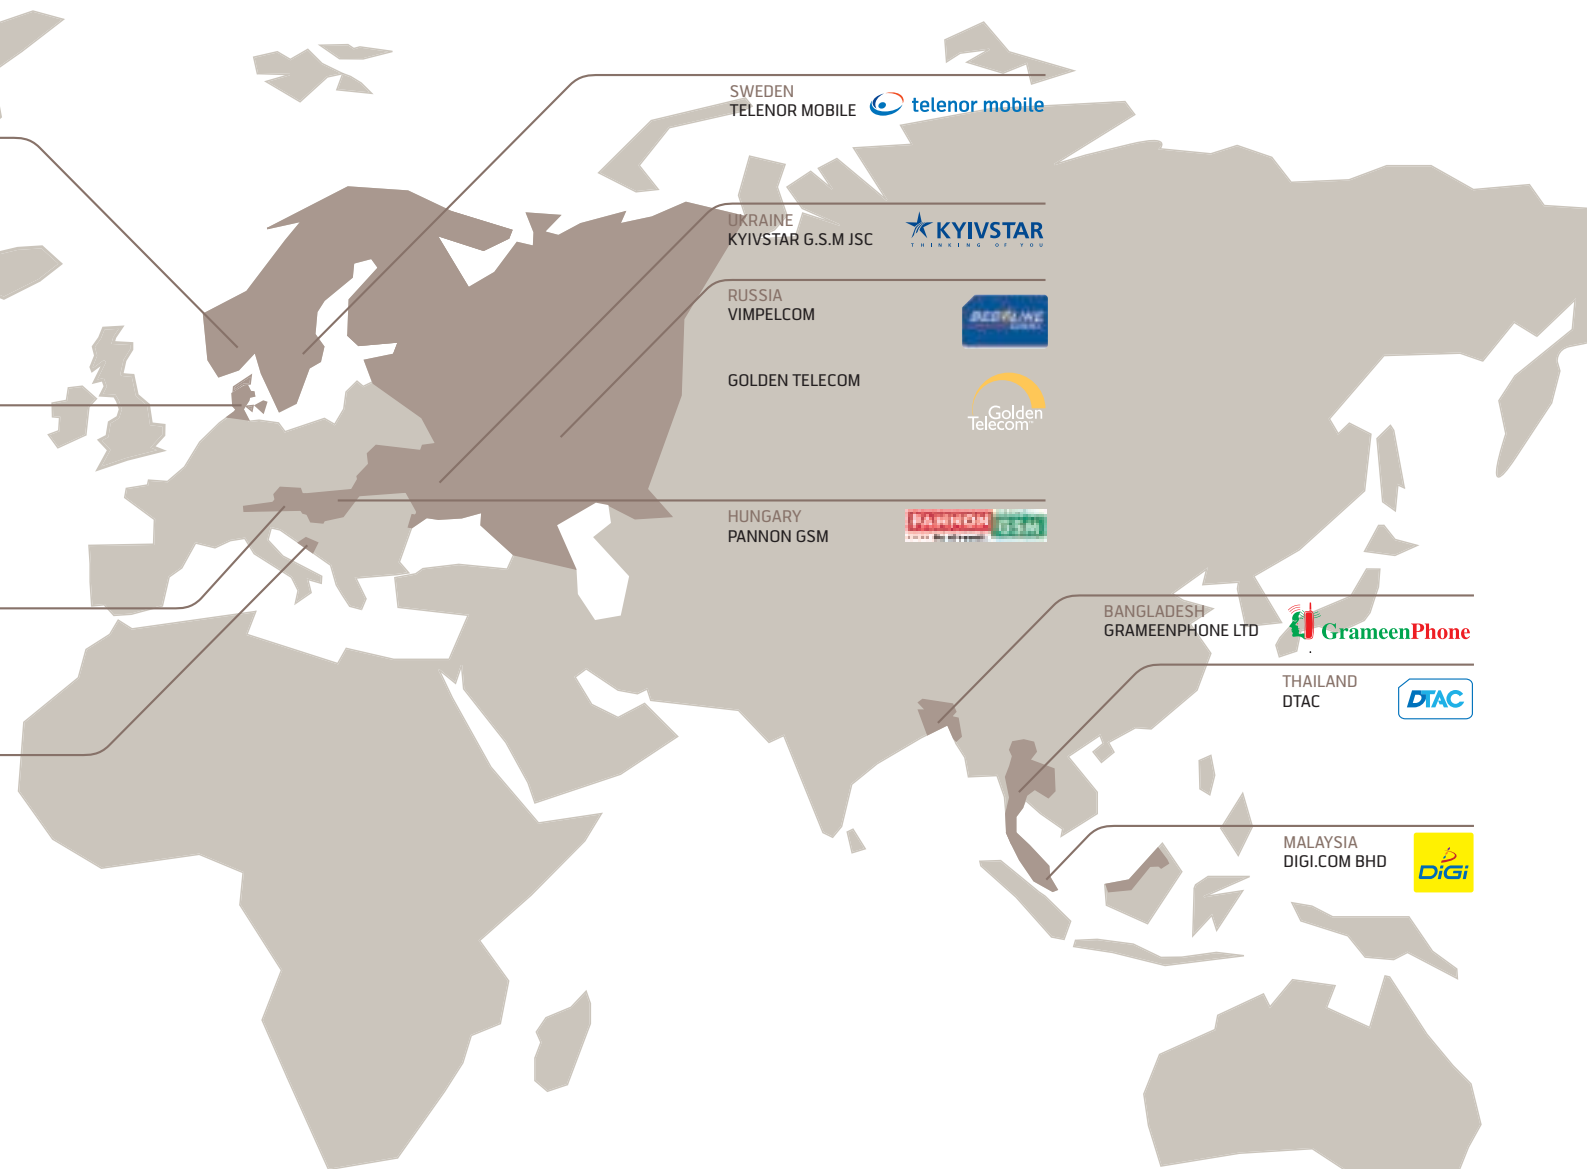 SWEDEN
TELENOR MOBILE
telenor mobile
UKRAINE
KYIVSTAR G.S.M JSC
KYIVSTAR
THINKING OF YOU
RUSSIA
VIMPELCOM
BEELINE
GOLDEN TELECOM
Golden
Telecom
HUNGARY
PANNON GSM
PANNON GSM
BANGLADESH
GRAMEENPHONE LTD
GrameenPhone
THAILAND
DTAC
DTAC
MALAYSIA
DIGI.COM BHD
DiGi